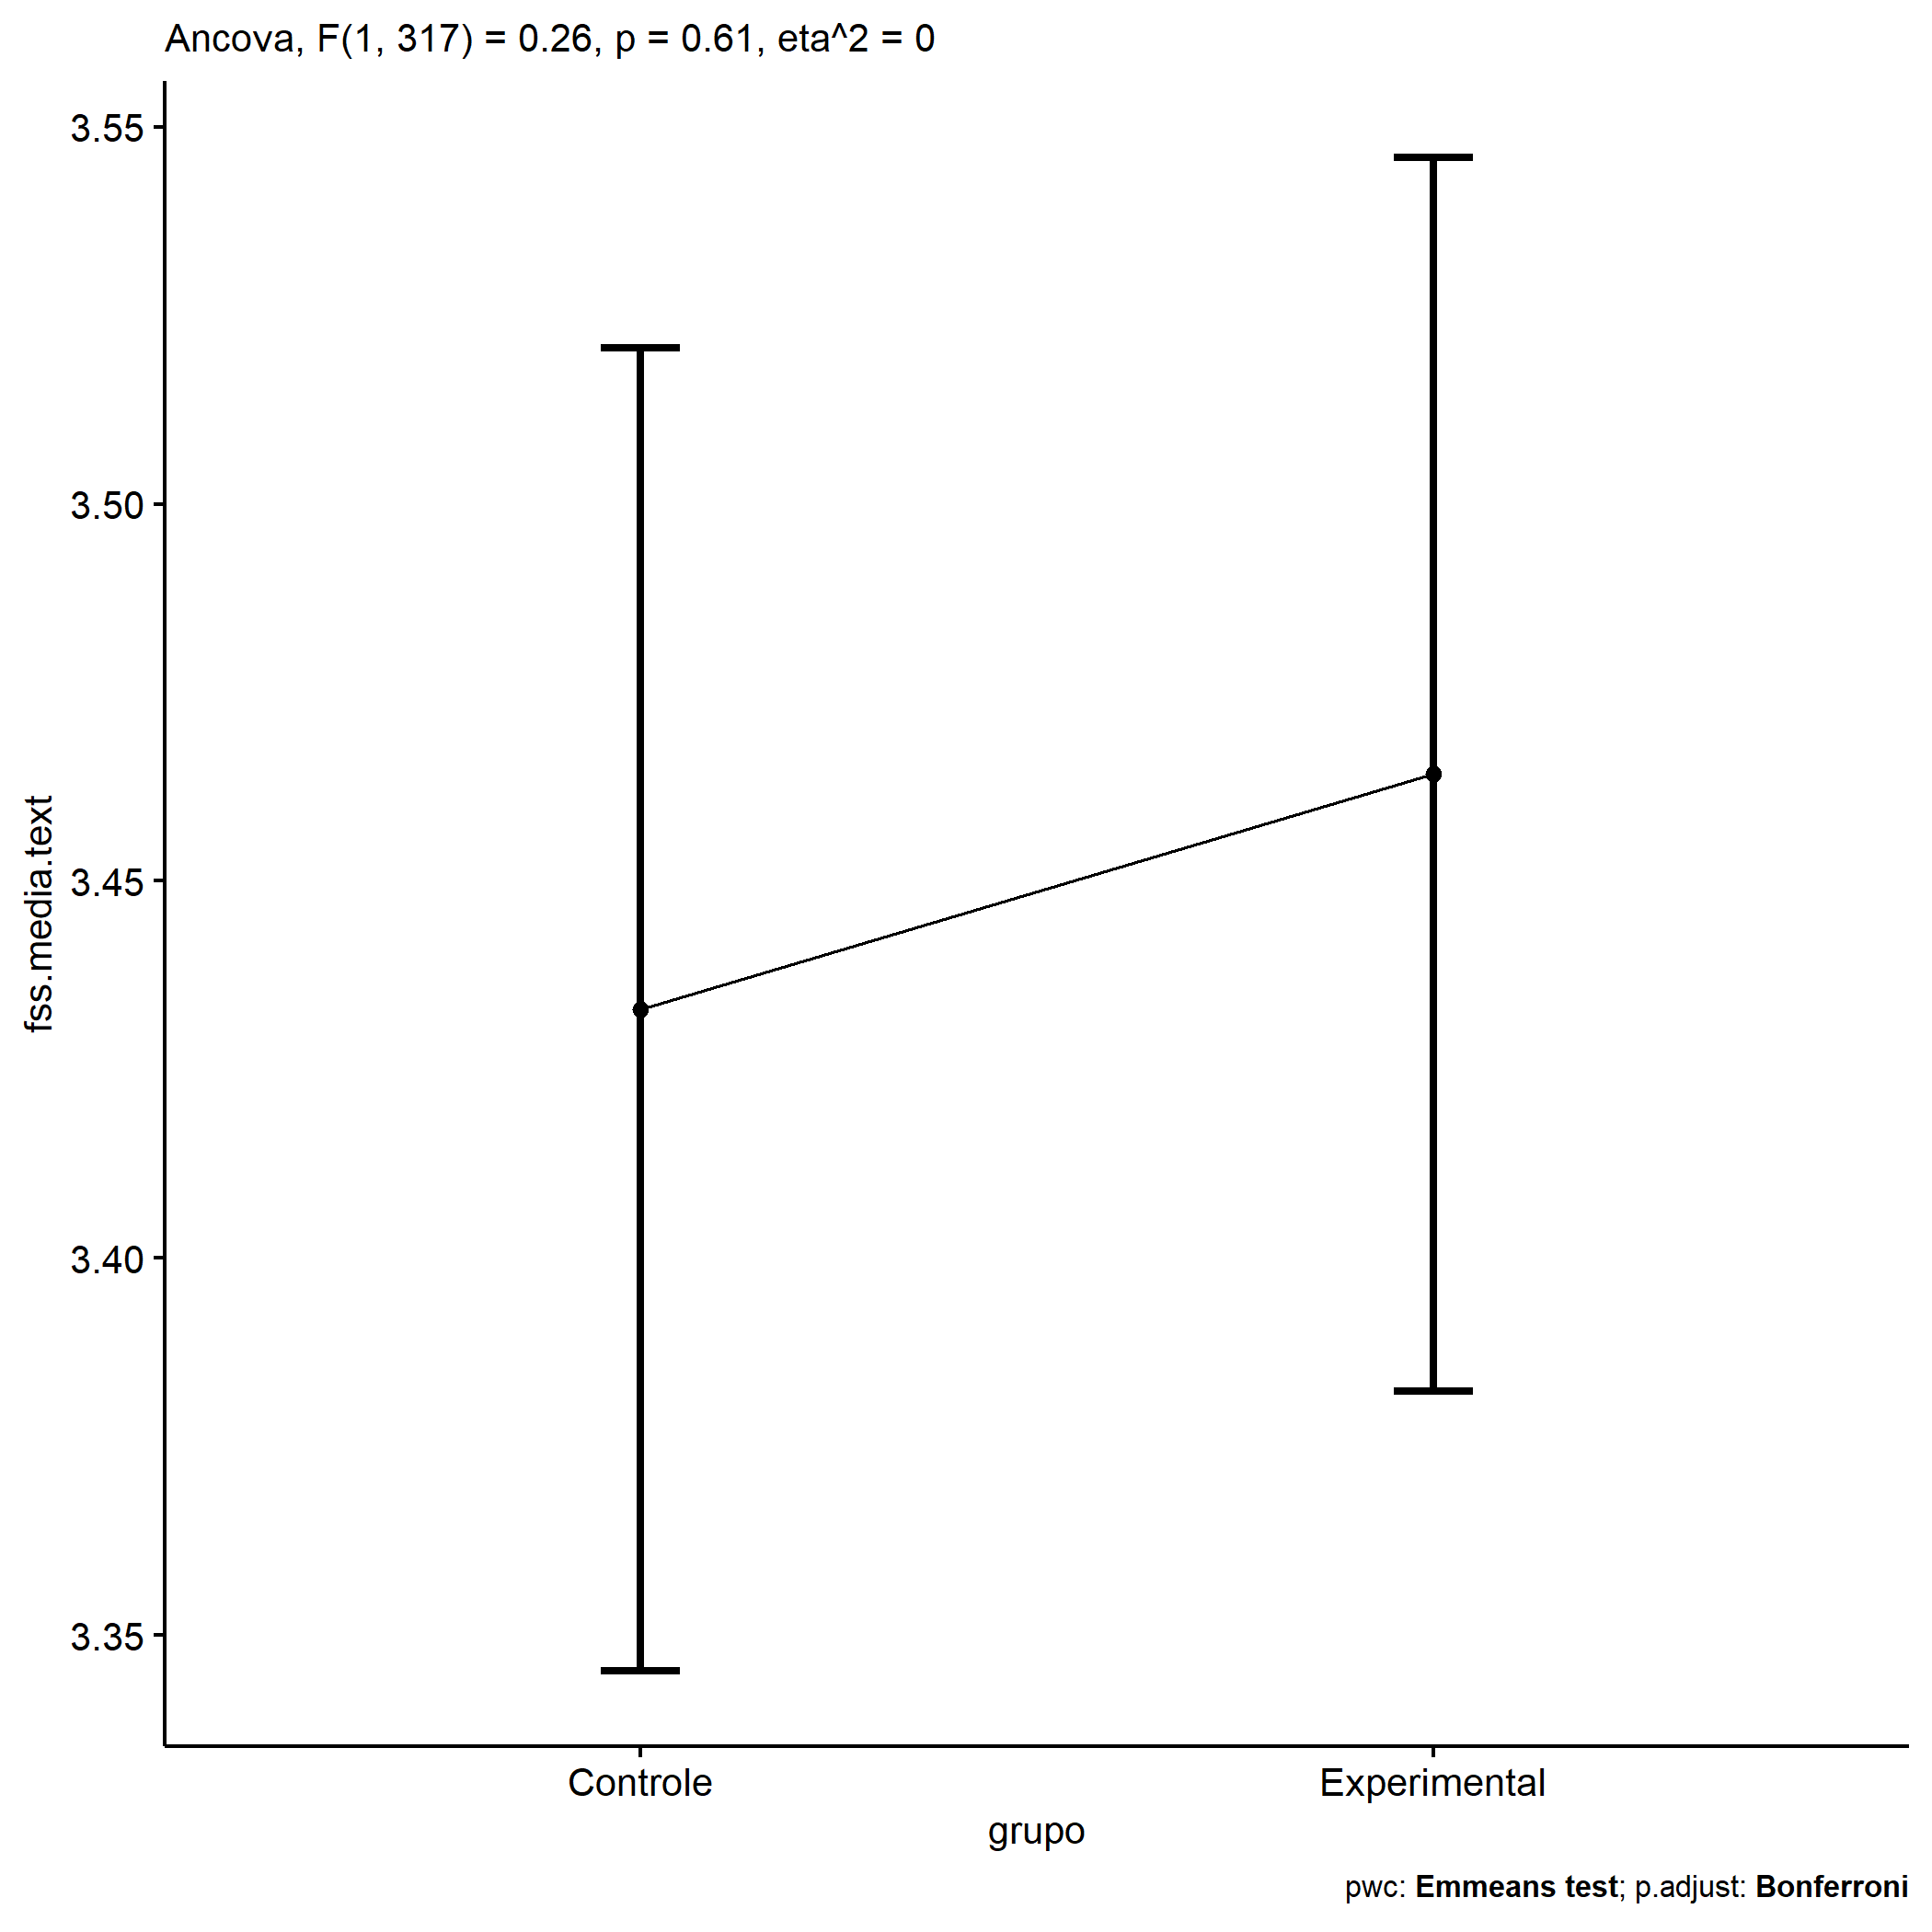 Ancova, F(1, 317) = 0.26, p = 0.61, eta^2 = 0
3.55
3.50
3.45
3.40
3.35
fss.media.text
Controle
Experimental
grupo
pwc: Emmeans test; p.adjust: Bonferroni